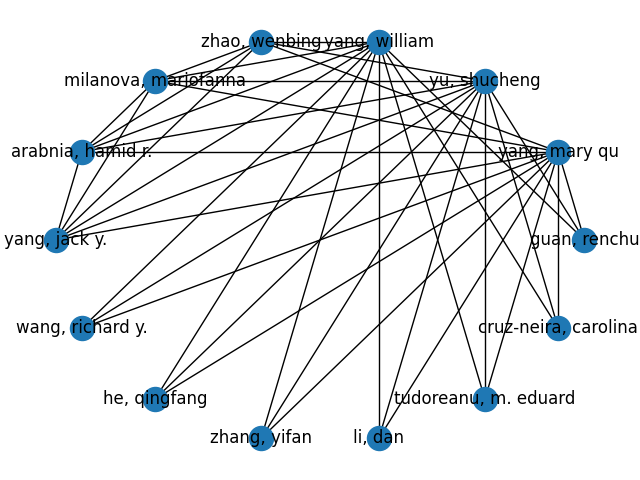 zhao, wenbing
yang, william
milanova, mariofanna
yu, shucheng
arabnia, hamid r.
yang, mary qu
yang, jack y.
guan, renchu
wang, richard y.
cruz-neira, carolina
he, qingfang
tudoreanu, m. eduard
zhang, yifan
li, dan